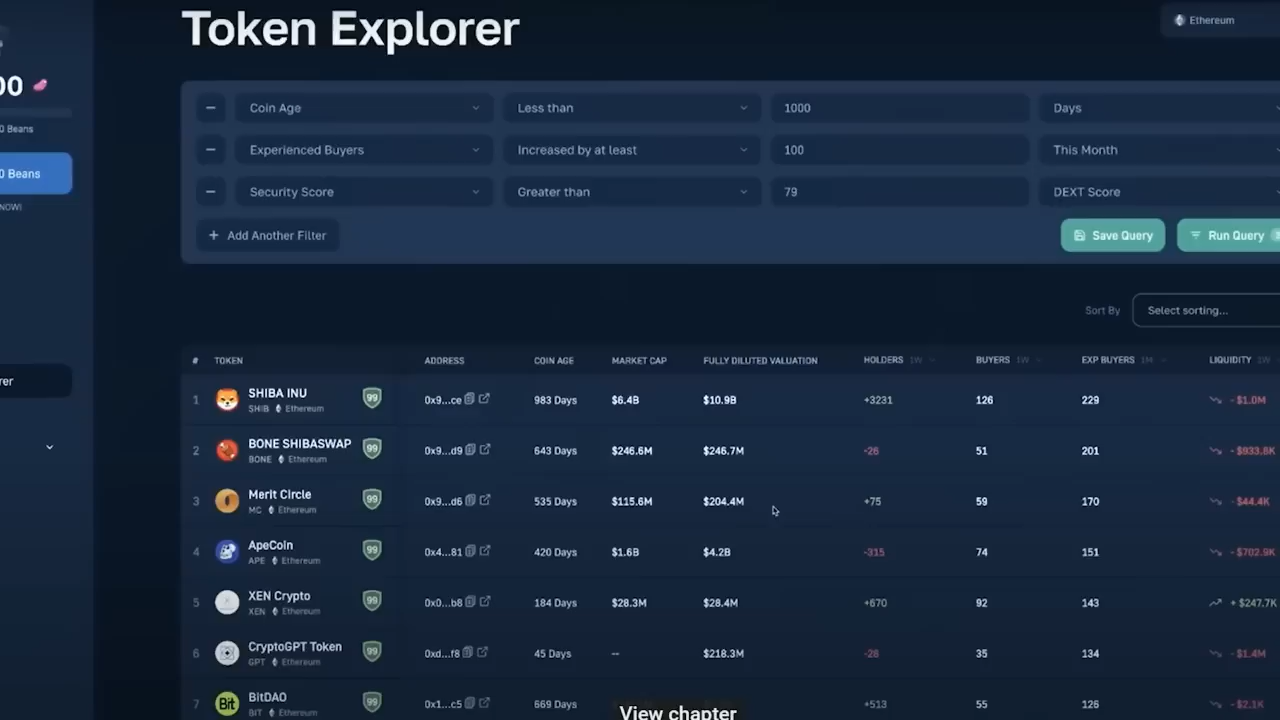 Token Explorer
Ethereum
00
0 Beans
0 Beans
NOW!
rer
Coin Age Less than 1000 Days
Experienced Buyers Increased by at least 100 This Month
Security Score Greater than 79 DEXT Score
+ Add Another Filter Save Query Run Query
Sort By Select sorting...
# TOKEN ADDRESS COIN AGE MARKET CAP FULLY DILUTED VALUATION HOLDERS 1W BUYERS 1W EXP BUYERS 1M LIQUIDITY 1W
1 SHIBA INU 99 0x9...ce 983 Days $6.4B $10.9B +3231 126 229 - $1.0M
SHIB Ethereum
2 BONE SHIBASWAP 99 0x9...d9 643 Days $246.6M $246.7M -26 51 201 - $933.8K
BONE Ethereum
3 Merit Circle 99 0x9...d6 535 Days $115.6M $204.4M +75 59 170 - $44.4K
MC Ethereum
4 ApeCoin 99 0x4...81 420 Days $1.6B $4.2B -315 74 151 - $702.9K
APE Ethereum
5 XEN Crypto 99 0x0...b8 184 Days $28.3M $28.4M +670 92 143 + $247.7K
XEN Ethereum
6 CryptoGPT Token 99 0xd...f8 45 Days -- $218.3M -28 35 134 - $1.4M
GPT Ethereum
7 Bit BitDAO 99 0x1...c5 669 Days +513 55 126 - $2.1K
BIT Ethereum
View chapter